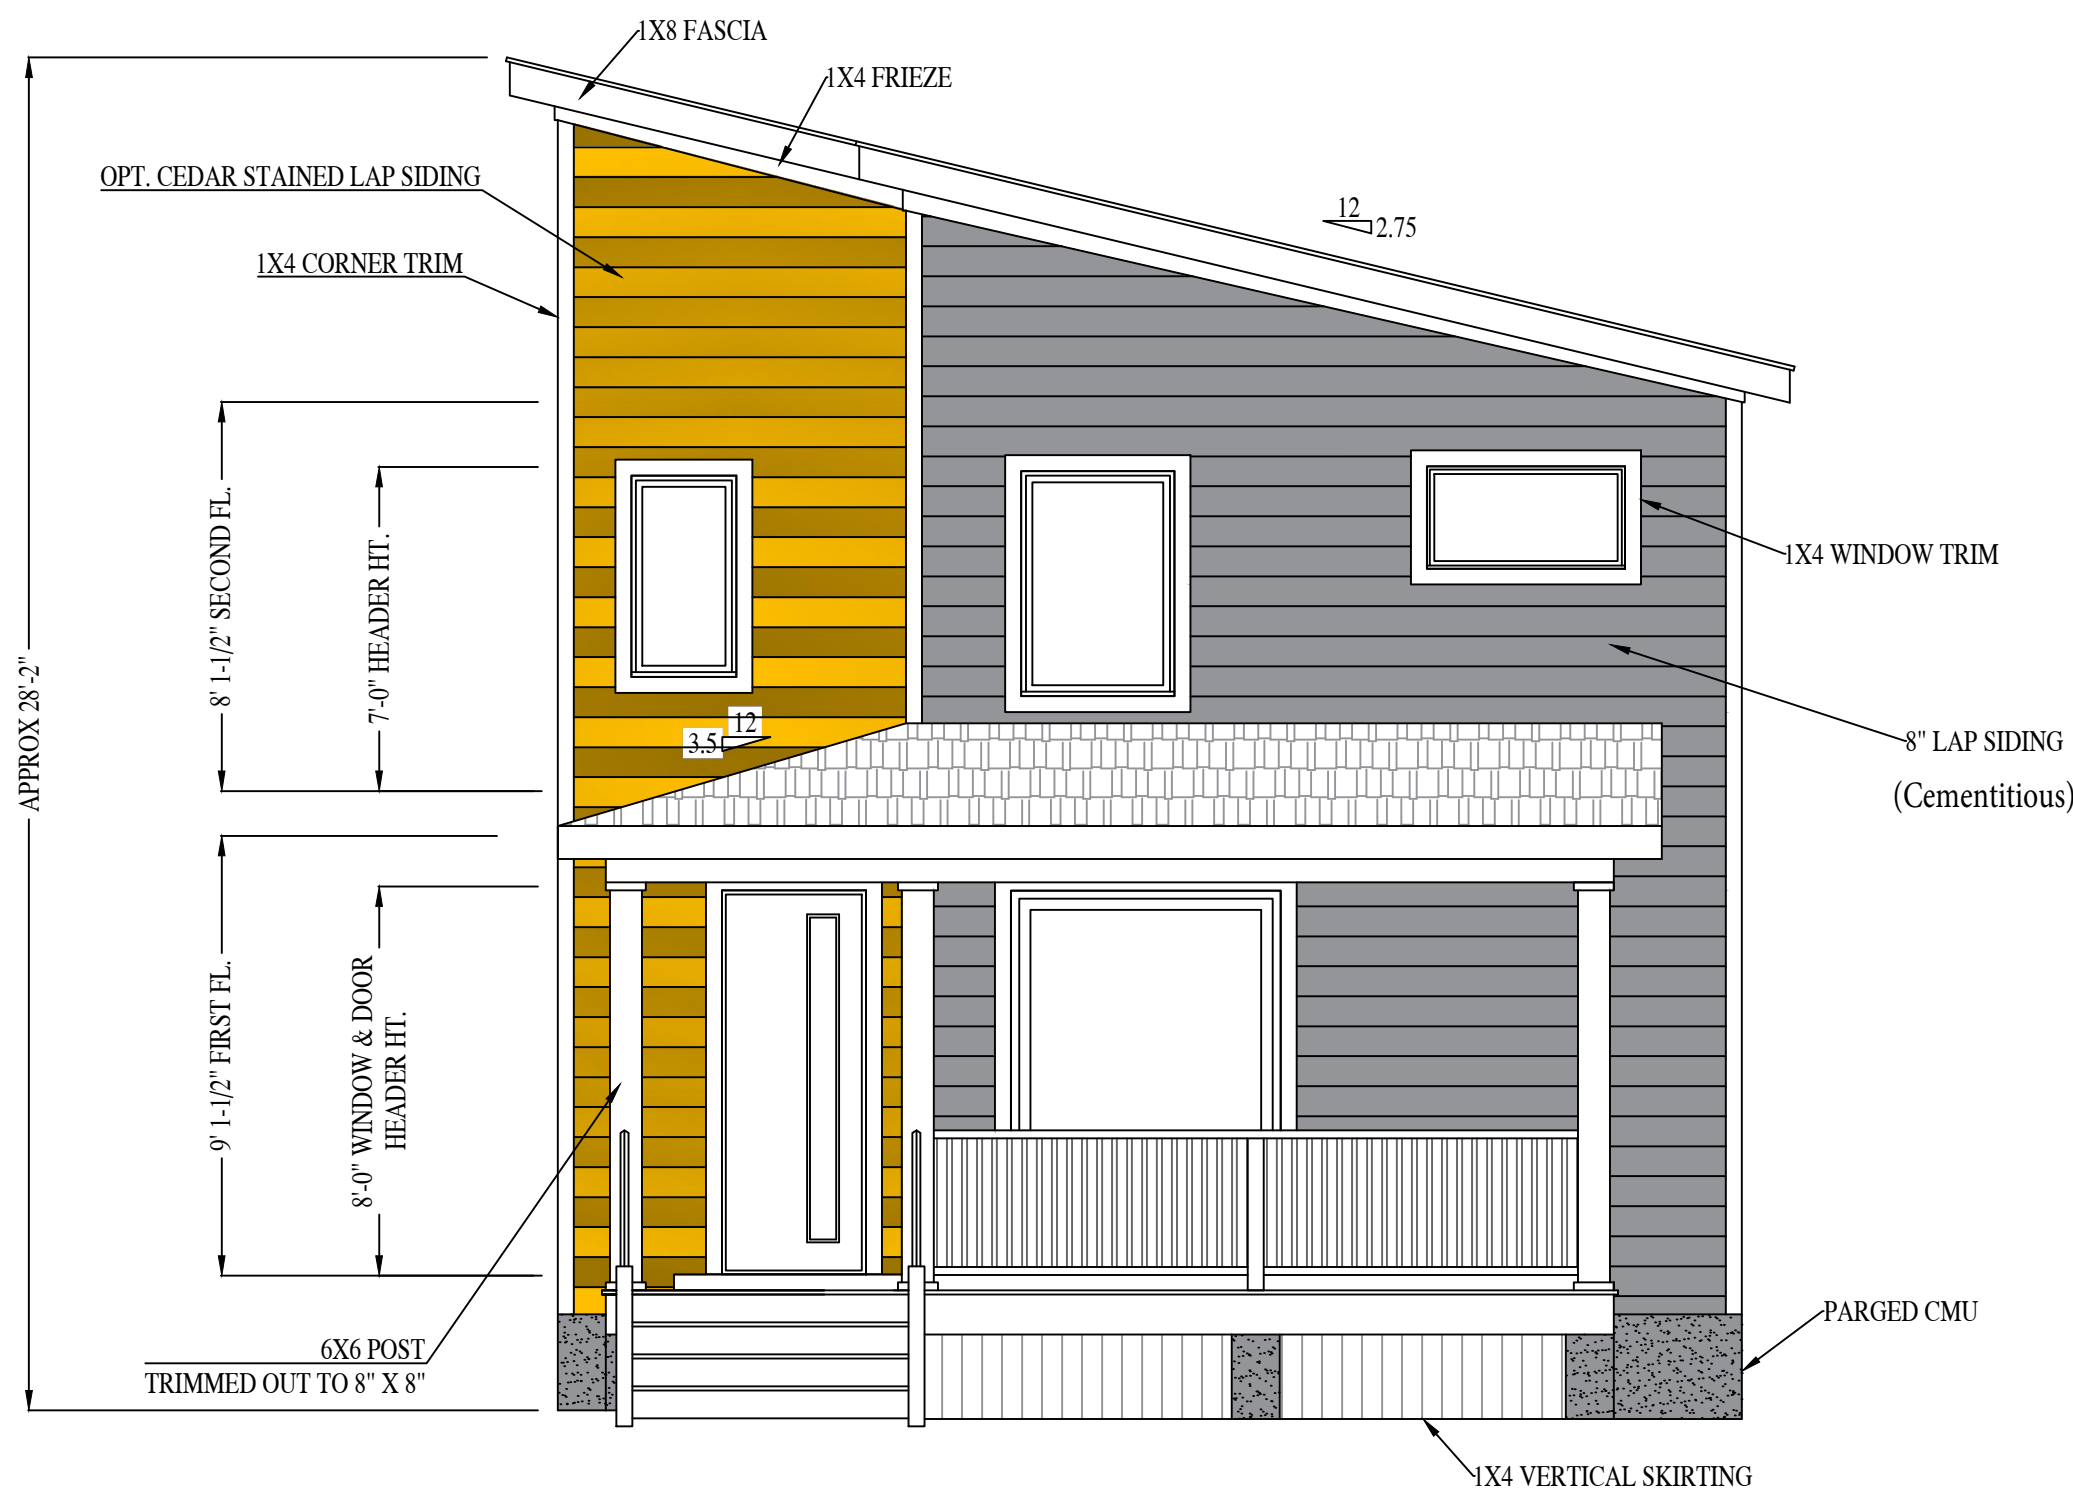 1X8 FASCIA
1X4 FRIEZE
OPT. CEDAR STAINED LAP SIDING
12
2.75
1X4 CORNER TRIM
8' 1-1/2" SECOND FL.
7'-0" HEADER HT.
1X4 WINDOW TRIM
APPROX 28'-2"
12
3.5
8" LAP SIDING
(Cementitious)
9' 1-1/2" FIRST FL.
8'-0" WINDOW & DOOR
HEADER HT.
PARGED CMU
6X6 POST
TRIMMED OUT TO 8" X 8"
1X4 VERTICAL SKIRTING